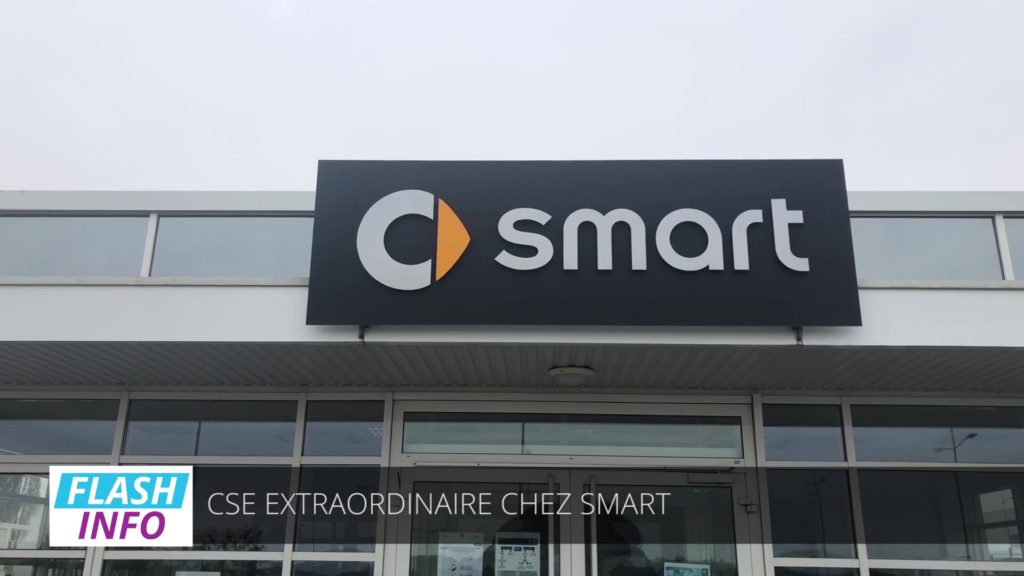 smart
FLASH
INFO
CSE EXTRAORDINAIRE CHEZ SMART